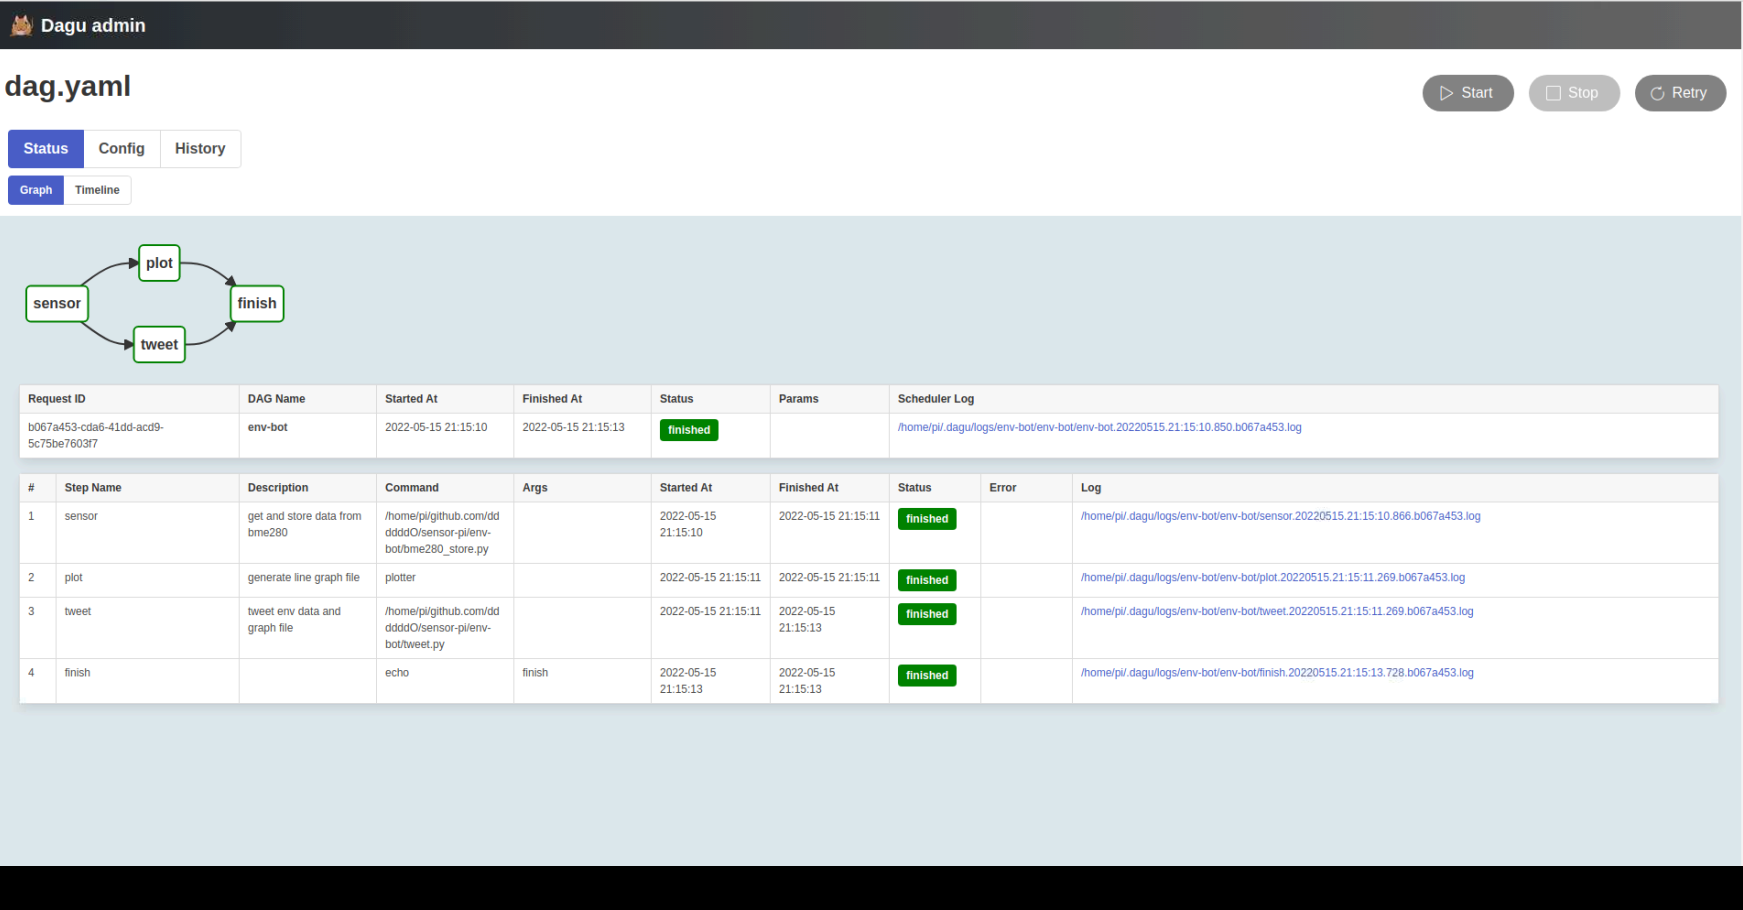 Dagu admin
dag.yaml
Start
Stop
Retry
Status
Config
History
Graph
Timeline
plot
sensor
finish
tweet
Request ID
DAG Name
Started At
Finished At
Status
Params
Scheduler Log
b067a453-cda6-41dd-acd9-
5c75be7603f7
env-bot
2022-05-15 21:15:10
2022-05-15 21:15:13
finished
/home/pi/.dagu/logs/env-bot/env-bot/env-bot.20220515.21:15:10.850.b067a453.log
#
Step Name
Description
Command
Args
Started At
Finished At
Status
Error
Log
1
sensor
get and store data from
bme280
/home/pi/github.com/dd
ddddO/sensor-pi/env-
bot/bme280_store.py
2022-05-15
21:15:10
2022-05-15 21:15:11
finished
/home/pi/.dagu/logs/env-bot/env-bot/sensor.20220515.21:15:10.866.b067a453.log
2
plot
generate line graph file
plotter
2022-05-15 21:15:11
2022-05-15 21:15:11
finished
/home/pi/.dagu/logs/env-bot/env-bot/plot.20220515.21:15:11.269.b067a453.log
3
tweet
tweet env data and
graph file
/home/pi/github.com/dd
ddddO/sensor-pi/env-
bot/tweet.py
2022-05-15 21:15:11
2022-05-15
21:15:13
finished
/home/pi/.dagu/logs/env-bot/env-bot/tweet.20220515.21:15:11.269.b067a453.log
4
finish
echo
finish
2022-05-15
21:15:13
2022-05-15
21:15:13
finished
/home/pi/.dagu/logs/env-bot/env-bot/finish.20220515.21:15:13.728.b067a453.log